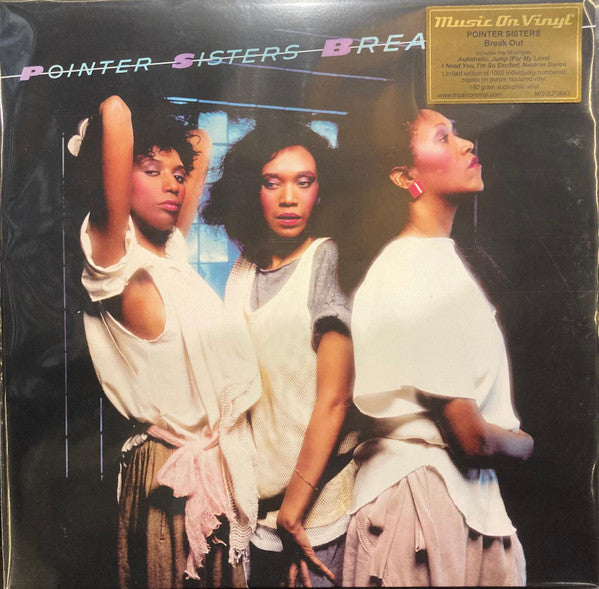 POINTER SISTERS BREA
Music On Vinyl
POINTER SISTERS
Break Out
Includes the hit singles
Automatic, Jump (For My Love)
I Need You, I'm So Excited, Neutron Dance
Limited edition of 1000 individually numbered
copies on purple coloured vinyl
180 gram audiophile vinyl
www.musiconvinyl.com MOVLP3643